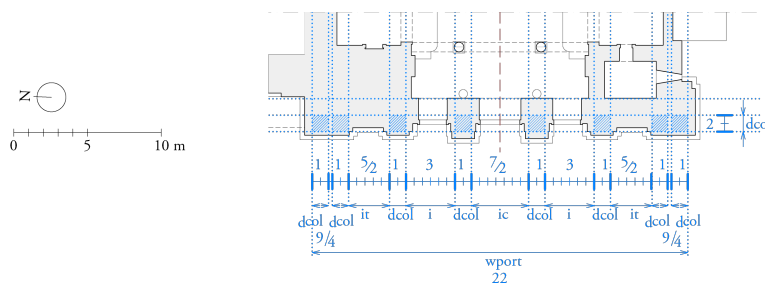 N
0 5 10 m
2 dco
1 1 5/2 1 3 1 7/2 1 3 1 5/2 1 1
dcol dcol it dcol i dcol ic dcol i dcol it dcol dcol
9/4 9/4
wport
22